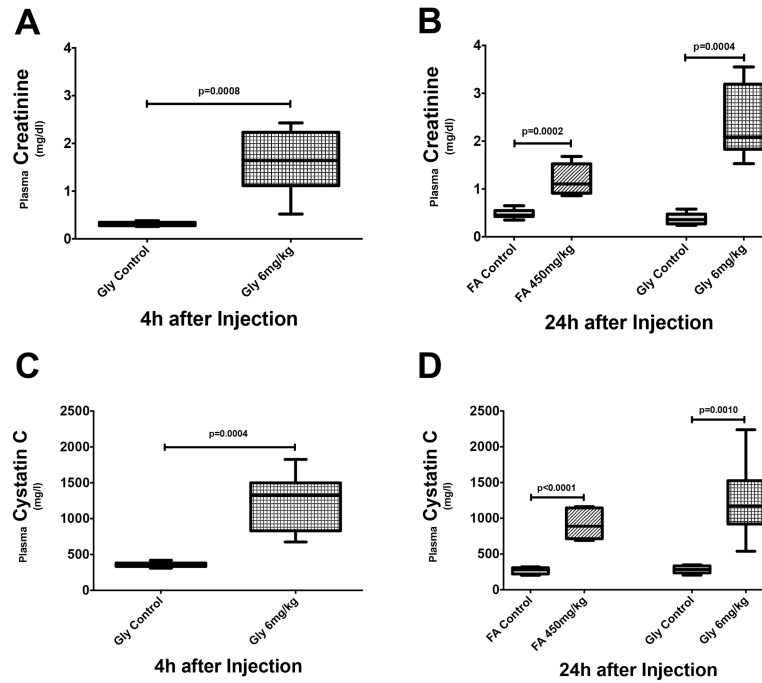 A
Plasma Creatinine
(mg/dl)
4
3
2
1
0
p=0.0008
Gly Control
Gly 6mg/kg
4h after Injection
B
Plasma Creatinine
(mg/dl)
4
3
2
1
0
p=0.0002
p=0.0004
FA Control
FA 450mg/kg
Gly Control
Gly 6mg/kg
24h after Injection
C
Plasma Cystatin C
(mg/l)
2500
2000
1500
1000
500
0
p=0.0004
Gly Control
Gly 6mg/kg
4h after Injection
D
Plasma Cystatin C
(mg/l)
2500
2000
1500
1000
500
0
p<0.0001
p=0.0010
FA Control
FA 450mg/kg
Gly Control
Gly 6mg/kg
24h after Injection